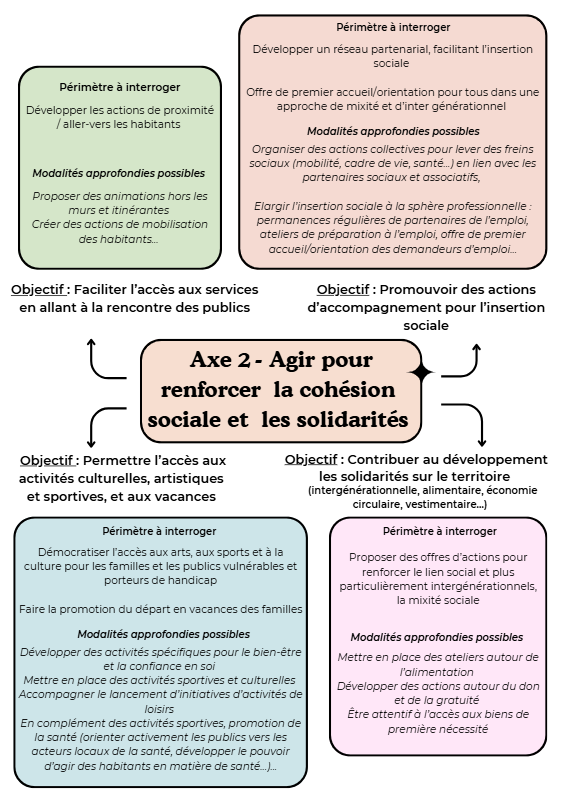 Périmètre à interroger
Développer les actions de proximité
/ aller-vers les habitants
Modalités approfondies possibles
Proposer des animations hors les
murs et itinérantes
Créer des actions de mobilisation
des habitants...
Périmètre à interroger
Développer un réseau partenarial, facilitant l'insertion
sociale
Offre de premier accueil/orientation pour tous dans une
approche de mixité et d'inter générationnel
Modalités approfondies possibles
Organiser des actions collectives pour lever des freins
sociaux (mobilité, cadre de vie, santé...) en lien avec les
partenaires sociaux et associatifs,
Elargir l'insertion sociale à la sphère professionnelle :
permanences régulières de partenaires de l'emploi,
ateliers de préparation à l'emploi, offre de premier
accueil/orientation des demandeurs d'emploi...
Objectif : Faciliter l'accès aux services
en allant à la rencontre des publics
Objectif : Promouvoir des actions
d'accompagnement pour l'insertion
sociale
Axe 2 - Agir pour
renforcer la cohésion
sociale et les solidarités
Objectif : Permettre l'accès aux
activités culturelles, artistiques
et sportives, et aux vacances
Objectif : Contribuer au développement
les solidarités sur le territoire
(intergénérationnelle, alimentaire, économie
circulaire, vestimentaire...)
Périmètre à interroger
Démocratiser l'accès aux arts, aux sports et à la
culture pour les familles et les publics vulnérables et
porteurs de handicap
Faire la promotion du départ en vacances des familles
Modalités approfondies possibles
Développer des activités spécifiques pour le bien-être
et la confiance en soi
Mettre en place des activités sportives et culturelles
Accompagner le lancement d'initiatives d'activités de
loisirs
En complément des activités sportives, promotion de
la santé (orienter activement les publics vers les
acteurs locaux de la santé, développer le pouvoir
d'agir des habitants en matière de santé...)...
Périmètre à interroger
Proposer des offres d'actions pour
renforcer le lien social et plus
particulièrement intergénérationnels,
la mixité sociale
Modalités approfondies possibles
Mettre en place des ateliers autour de
l'alimentation
Développer des actions autour du don
et de la gratuité
Être attentif à l'accès aux biens de
première nécessité